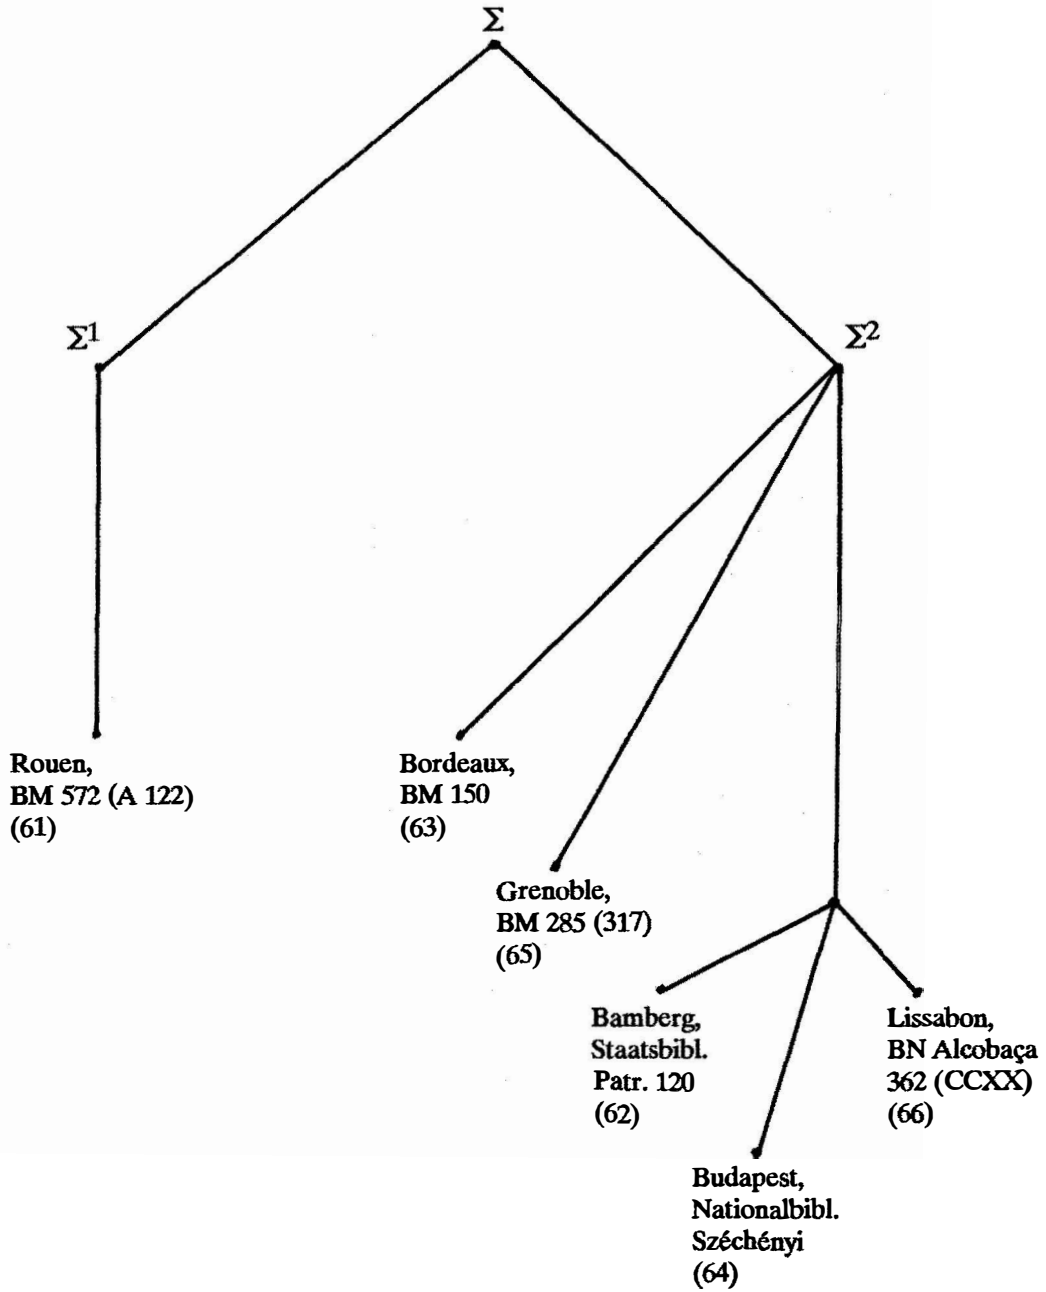 Σ
Σ¹
Σ²
Rouen,
BM 572 (A 122)
(61)
Bordeaux,
BM 150
(63)
Grenoble,
BM 285 (317)
(65)
Bamberg,
Staatsbibl.
Patr. 120
(62)
Lissabon,
BN Alcobaça
362 (CCXX)
(66)
Budapest,
Nationalbibl.
Széchényi
(64)